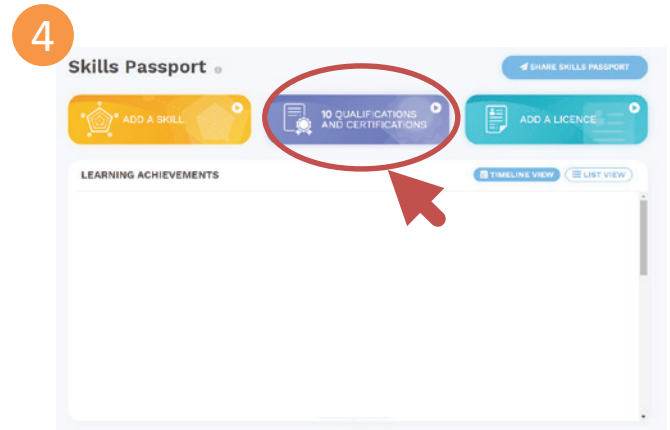 4
Skills Passport
SHARE SKILLS PASSPORT
ADD A SKILL
10 QUALIFICATIONS
AND CERTIFICATIONS
ADD A LICENCE
LEARNING ACHIEVEMENTS
TIMELINE VIEW
LIST VIEW